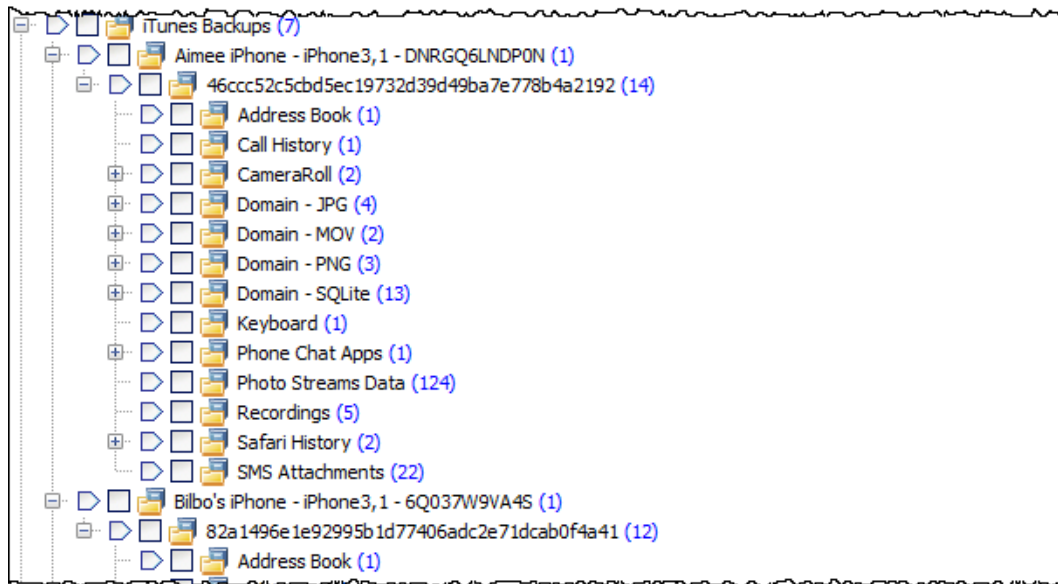 iTunes Backups (7)
Aimee iPhone - iPhone3,1 - DNRGQ6LNDP0N (1)
46ccc52c5cbd5ec19732d39d49ba7e778b4a2192 (14)
Address Book (1)
Call History (1)
CameraRoll (2)
Domain - JPG (4)
Domain - MOV (2)
Domain - PNG (3)
Domain - SQLite (13)
Keyboard (1)
Phone Chat Apps (1)
Photo Streams Data (124)
Recordings (5)
Safari History (2)
SMS Attachments (22)
Bilbo's iPhone - iPhone3,1 - 6Q037W9VA4S (1)
82a1496e1e92995b1d77406adc2e71dcab0f4a41 (12)
Address Book (1)